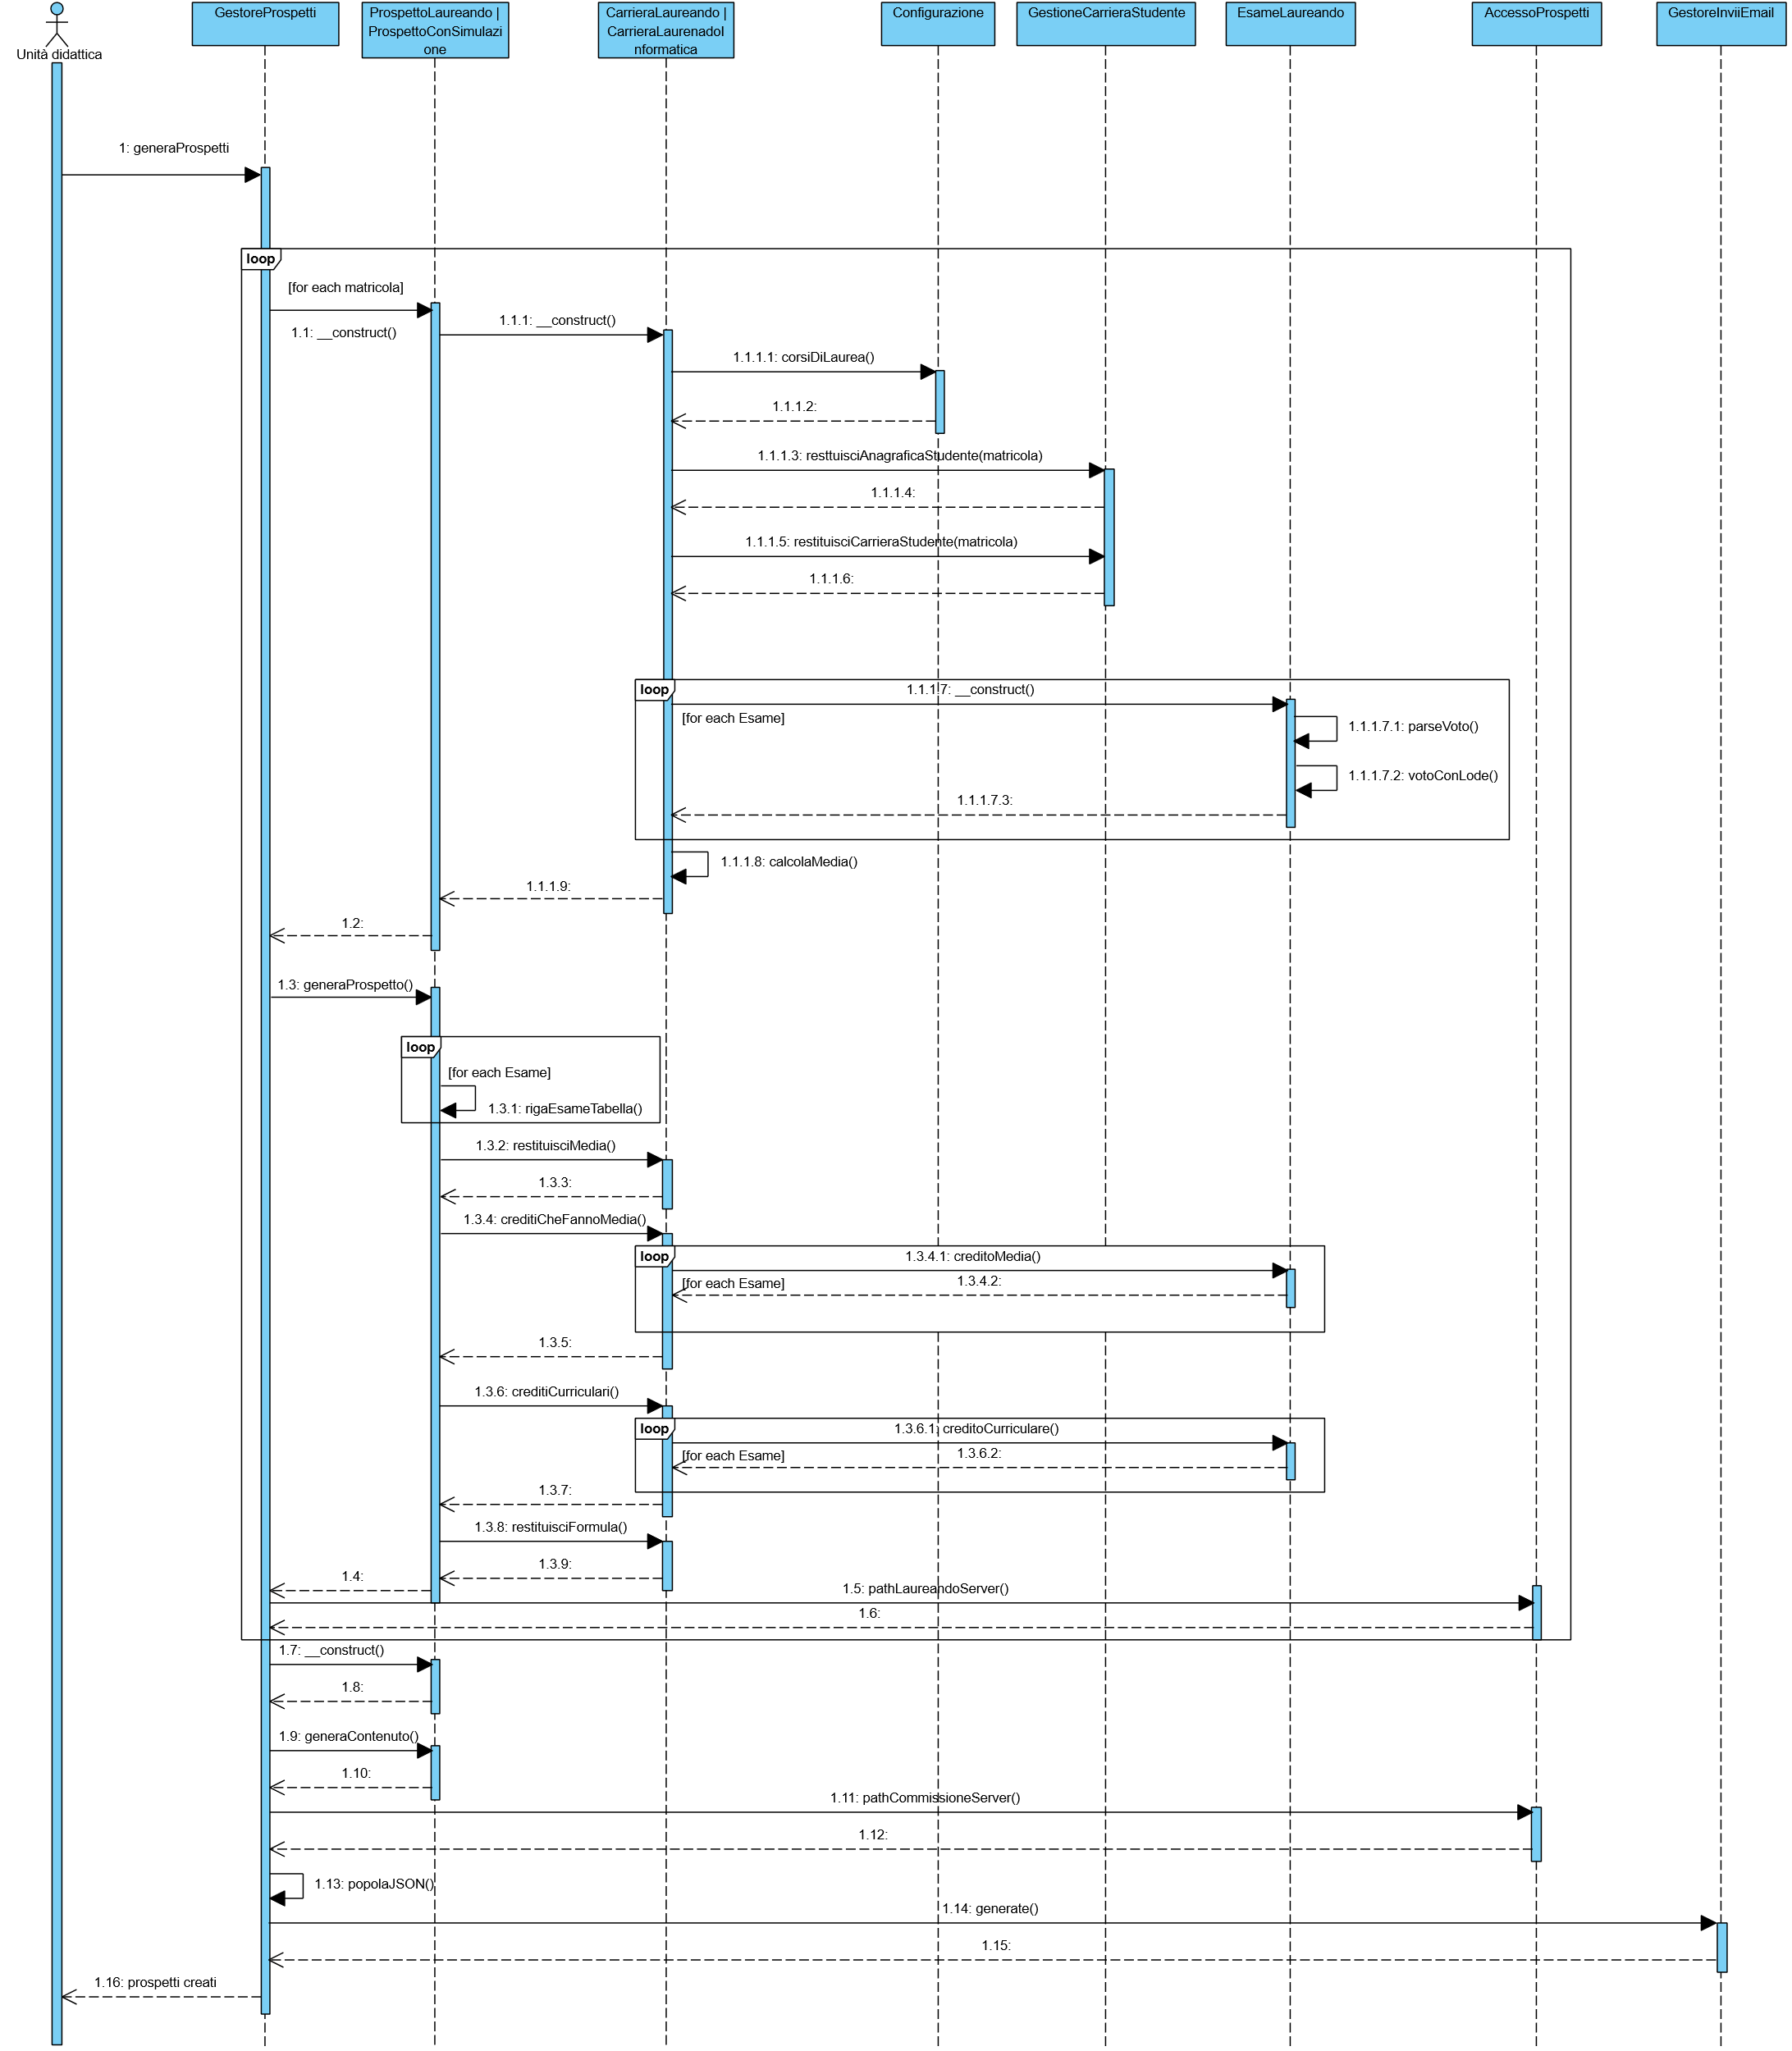 Unità didattica
GestoreProspetti
ProspettoLaureando |
ProspettoConSimulazi
one
CarrieraLaureando |
CarrieraLaurenadoI
nformatica
Configurazione
GestioneCarrieraStudente
EsameLaureando
AccessoProspetti
GestoreInviiEmail
1: generaProspetti
loop
[for each matricola]
1.1: __construct()
1.1.1: __construct()
1.1.1.1: corsiDiLaurea()
1.1.1.2:
1.1.1.3: resttuisciAnagraficaStudente(matricola)
1.1.1.4:
1.1.1.5: restituisciCarrieraStudente(matricola)
1.1.1.6:
loop
1.1.1.7: __construct()
[for each Esame]
1.1.1.7.1: parseVoto()
1.1.1.7.2: votoConLode()
1.1.1.7.3:
1.1.1.8: calcolaMedia()
1.1.1.9:
1.2:
1.3: generaProspetto()
loop
[for each Esame]
1.3.1: rigaEsameTabella()
1.3.2: restituisciMedia()
1.3.3:
1.3.4: creditiCheFannoMedia()
loop
1.3.4.1: creditoMedia()
[for each Esame]
1.3.4.2:
1.3.5:
1.3.6: creditiCurriculari()
loop
1.3.6.1: creditoCurriculare()
[for each Esame]
1.3.6.2:
1.3.7:
1.3.8: restituisciFormula()
1.3.9:
1.4:
1.5: pathLaureandoServer()
1.6:
1.7: __construct()
1.8:
1.9: generaContenuto()
1.10:
1.11: pathCommissioneServer()
1.12:
1.13: popolaJSON()
1.14: generate()
1.15:
1.16: prospetti creati